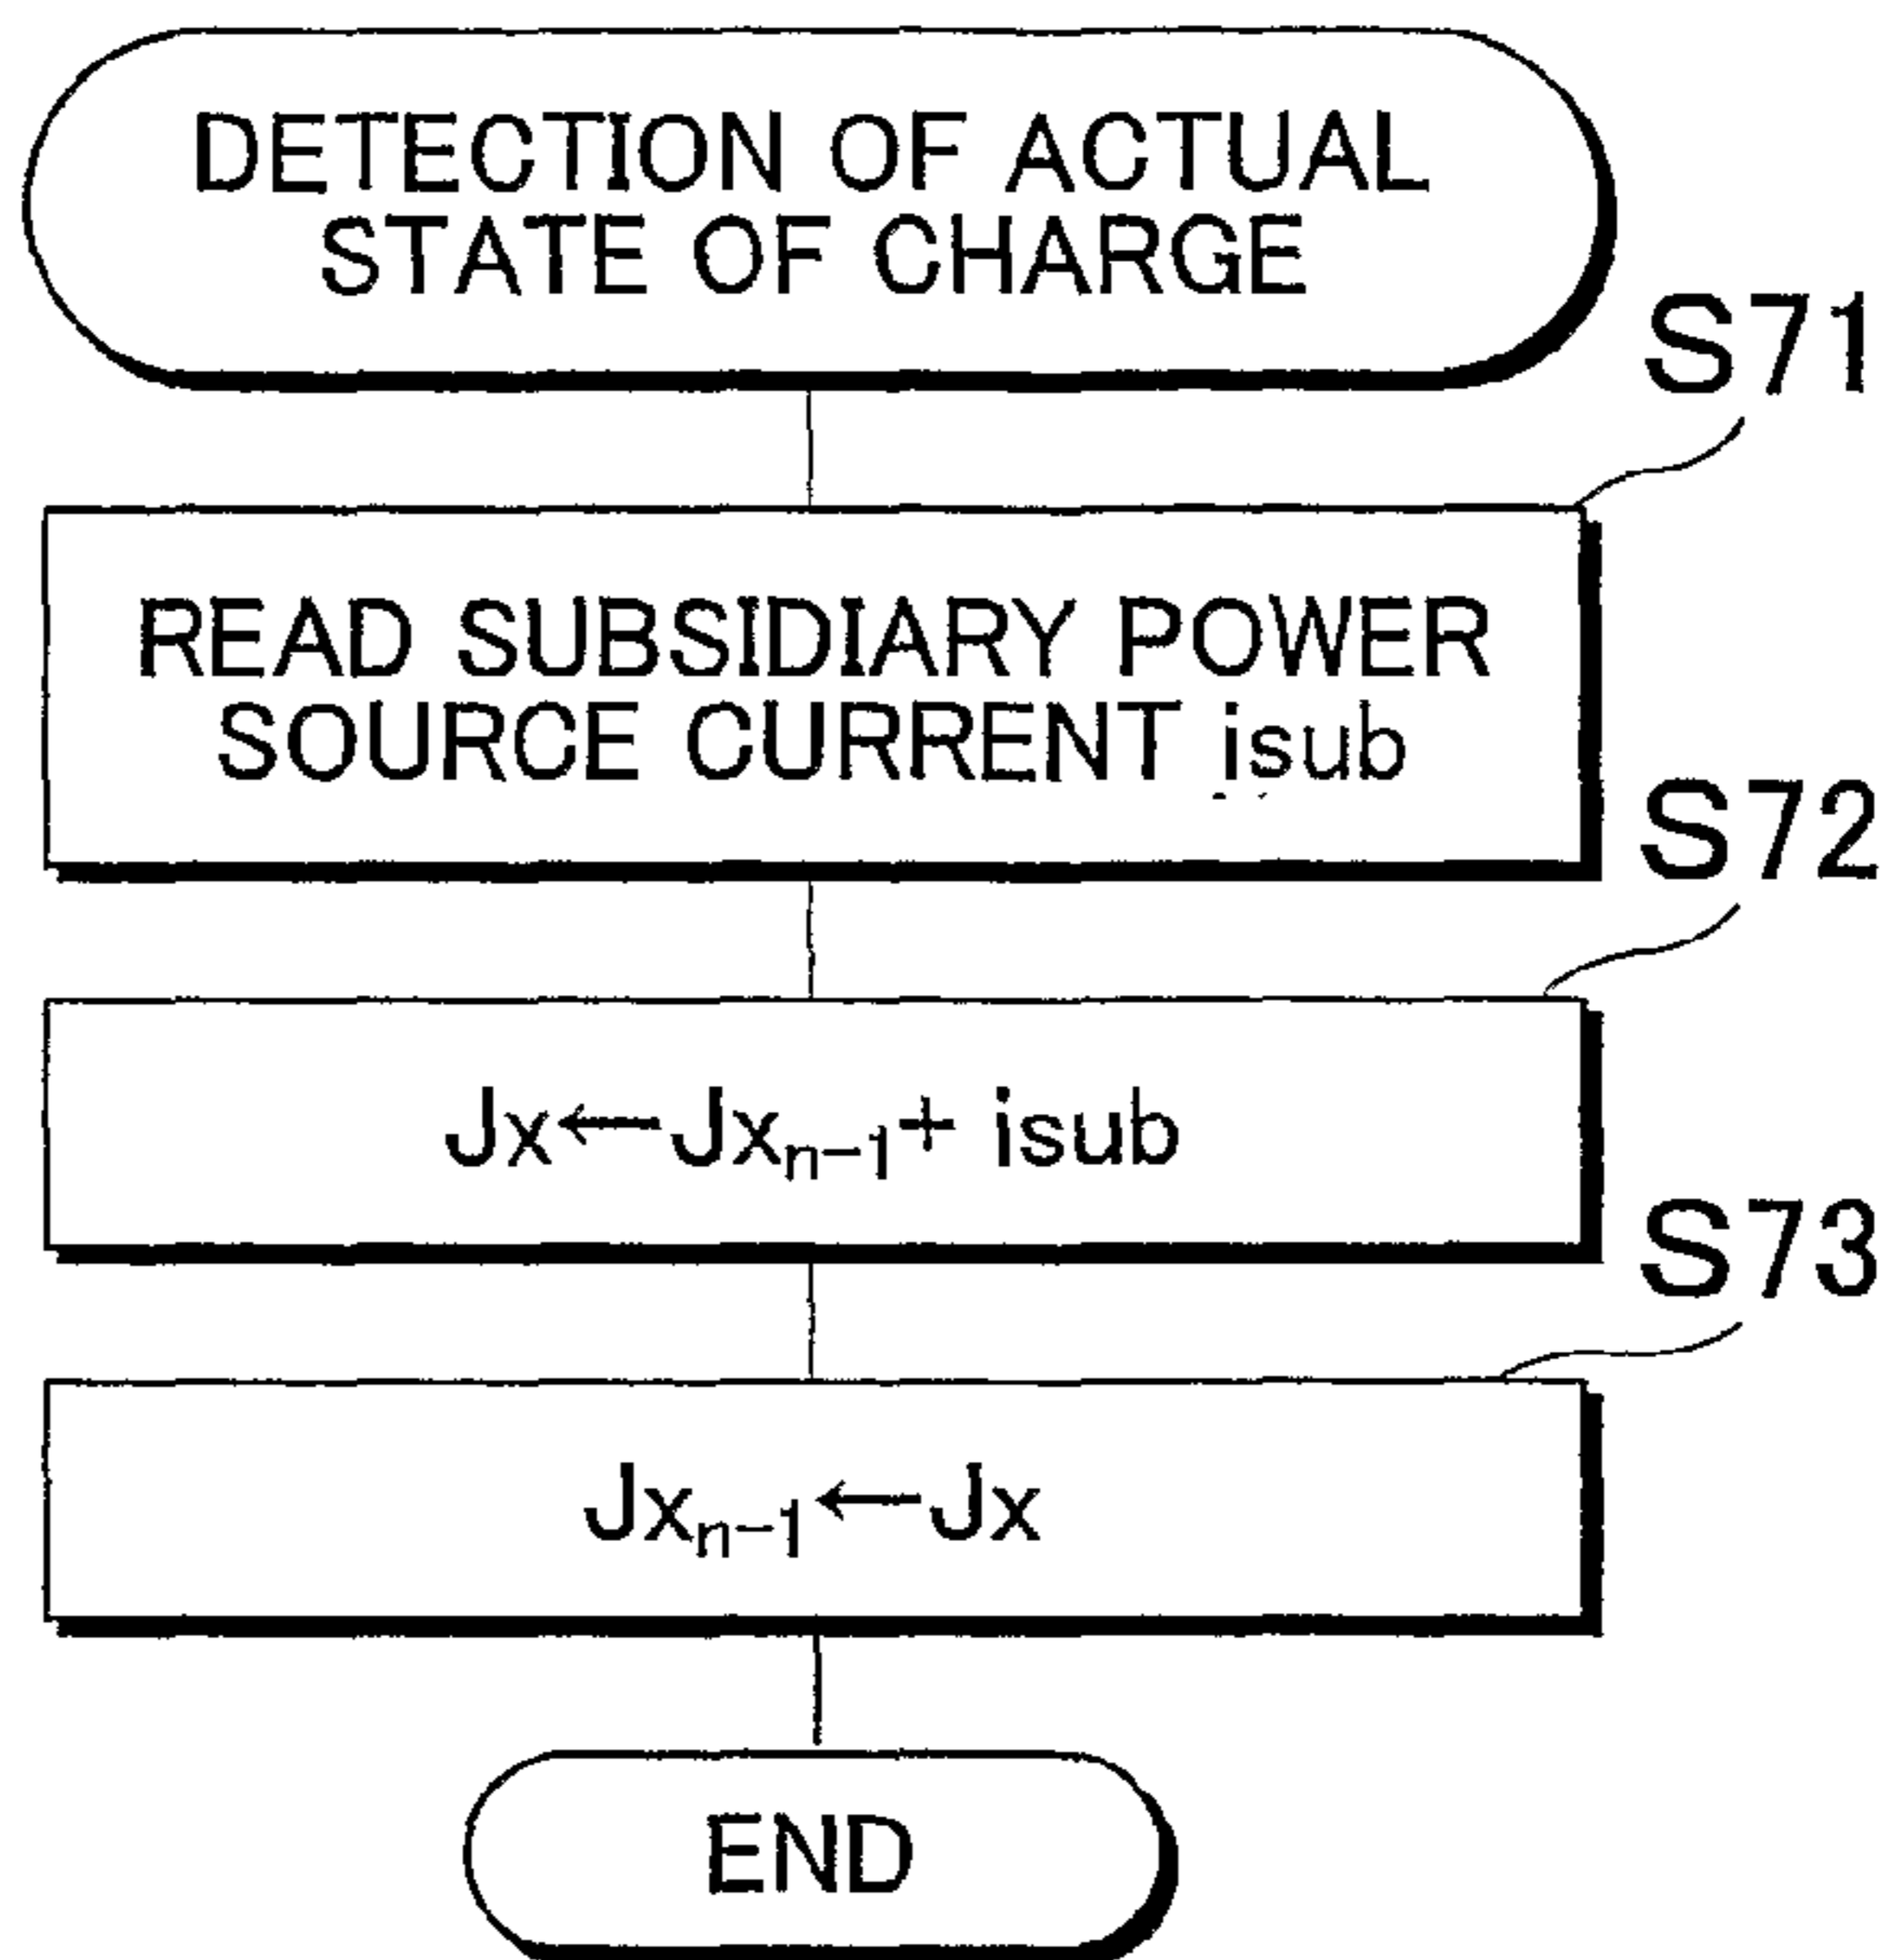 DETECTION OF ACTUAL
STATE OF CHARGE
S71
READ SUBSIDIARY POWER
SOURCE CURRENT isub
S72
Jx←Jxₙ₋₁+ isub
S73
Jxₙ₋₁←Jx
END